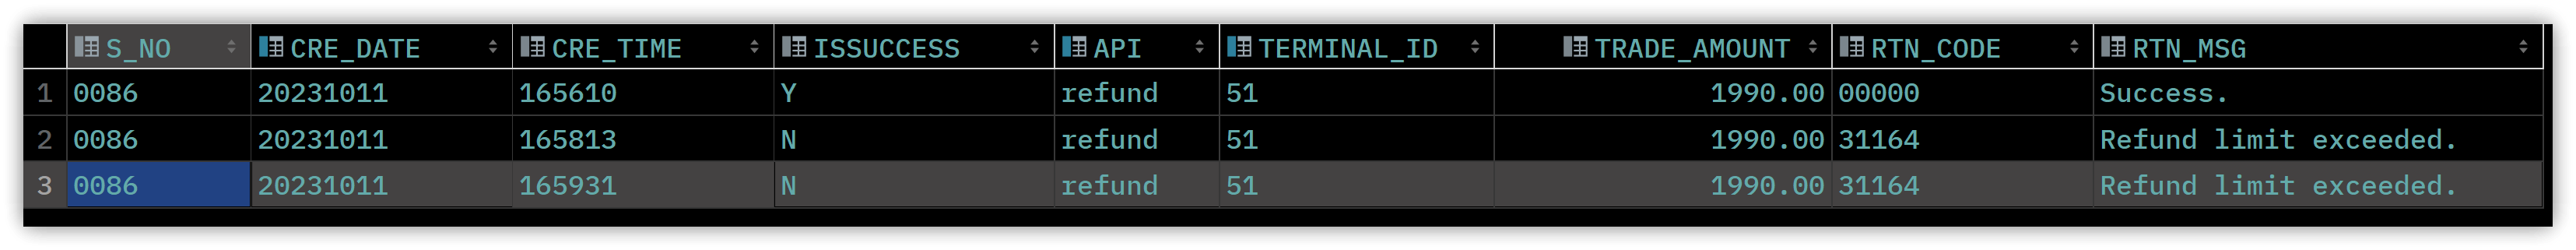 S_NO CRE_DATE CRE_TIME ISSUCCESS API TERMINAL_ID TRADE_AMOUNT RTN_CODE RTN_MSG
1 0086 20231011 165610 Y refund 51 1990.00 00000 Success.
2 0086 20231011 165813 N refund 51 1990.00 31164 Refund limit exceeded.
3 0086 20231011 165931 N refund 51 1990.00 31164 Refund limit exceeded.